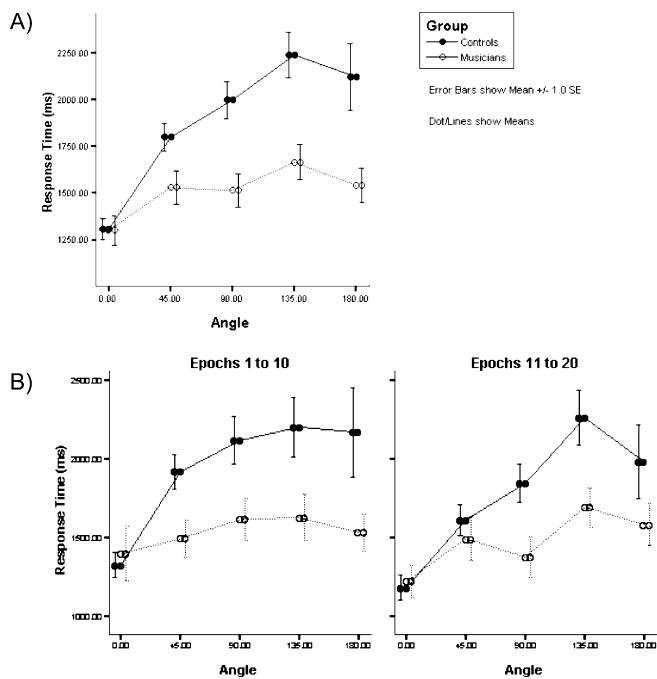 A)
Group
Controls
Musicians
Error Bars show Mean +/- 1.0 SE
Dot/Lines show Means
Response Time (ms)
2250.00
2000.00
1750.00
1500.00
1250.00
0.00 45.00 90.00 135.00 180.00
Angle
B)
Epochs 1 to 10 Epochs 11 to 20
Response Time (ms)
2500.00
2000.00
1500.00
1000.00
0.00 45.00 90.00 135.00 180.00 0.00 45.00 90.00 135.00 180.00
Angle Angle